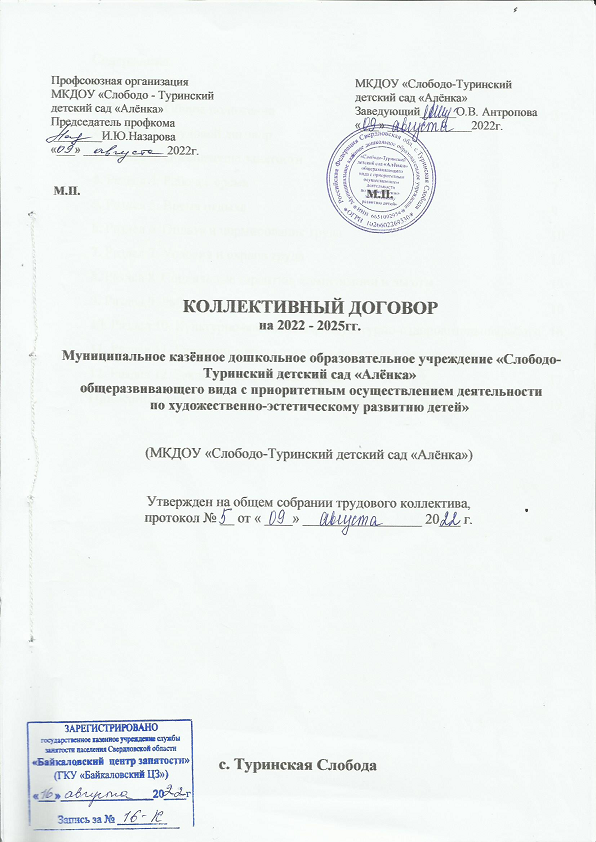 Профсоюзная организация
МКДОУ «Слободо - Туринский
детский сад «Алёнка»
Председатель профкома
И.Ю.Назарова
«09» августа 2022г.
М.П.
МКДОУ «Слободо-Туринский
детский сад «Алёнка»
Заведующий О.В. Антропова
«09» августа 2022г.
М.П.
КОЛЛЕКТИВНЫЙ ДОГОВОР
на 2022 - 2025гг.
Муниципальное казённое дошкольное образовательное учреждение «Слободо-
Туринский детский сад «Алёнка»
общеразвивающего вида с приоритетным осуществлением деятельности
по художественно-эстетическому развитию детей»
(МКДОУ «Слободо-Туринский детский сад «Алёнка»)
Утвержден на общем собрании трудового коллектива,
протокол № 5 от « 09 » августа 2022 г.
ЗАРЕГИСТРИРОВАНО
государственное казенное учреждение службы
занятости населения Свердловской области
«Байкаловский центр занятости»
(ГКУ «Байкаловский ЦЗ»)
«16» августа 2022г
Запись за № 16-К
с. Туринская Слобода